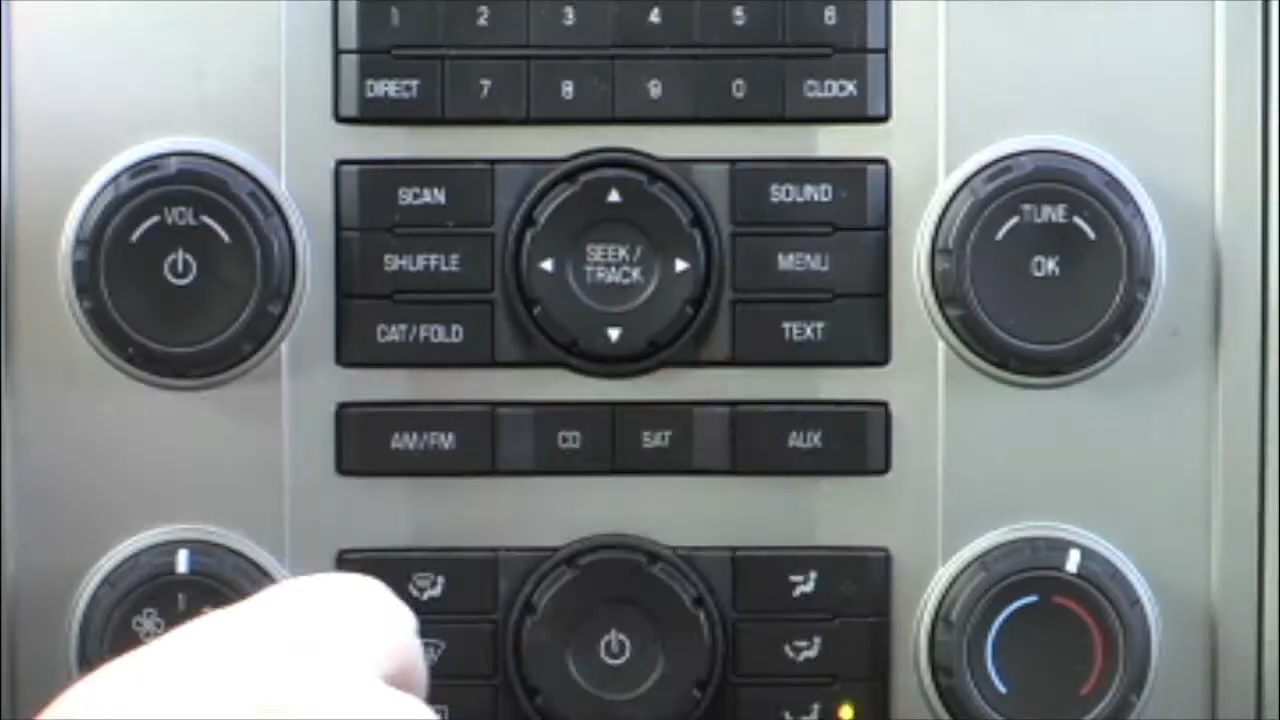 1 2 3 4 5 6
DIRECT 7 8 9 0 CLOCK
SCAN
SOUND
VOL
TUNE
SHUFFLE
SEEK/
TRACK
MENU
OK
CAT/FOLD
TEXT
AM/FM CD SAT AUX